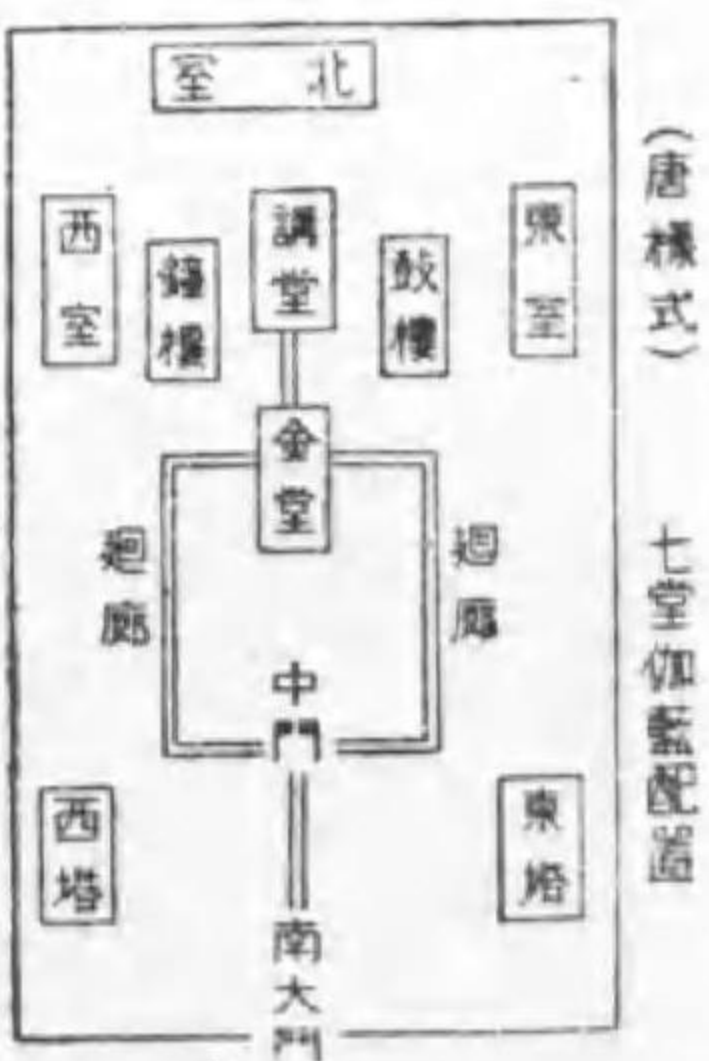 (唐様式)
七堂伽藍配置
北室
東室
鼓樓
講堂
鐘樓
西室
金堂
廻廊
廻廊
中門
東塔
西塔
南大門